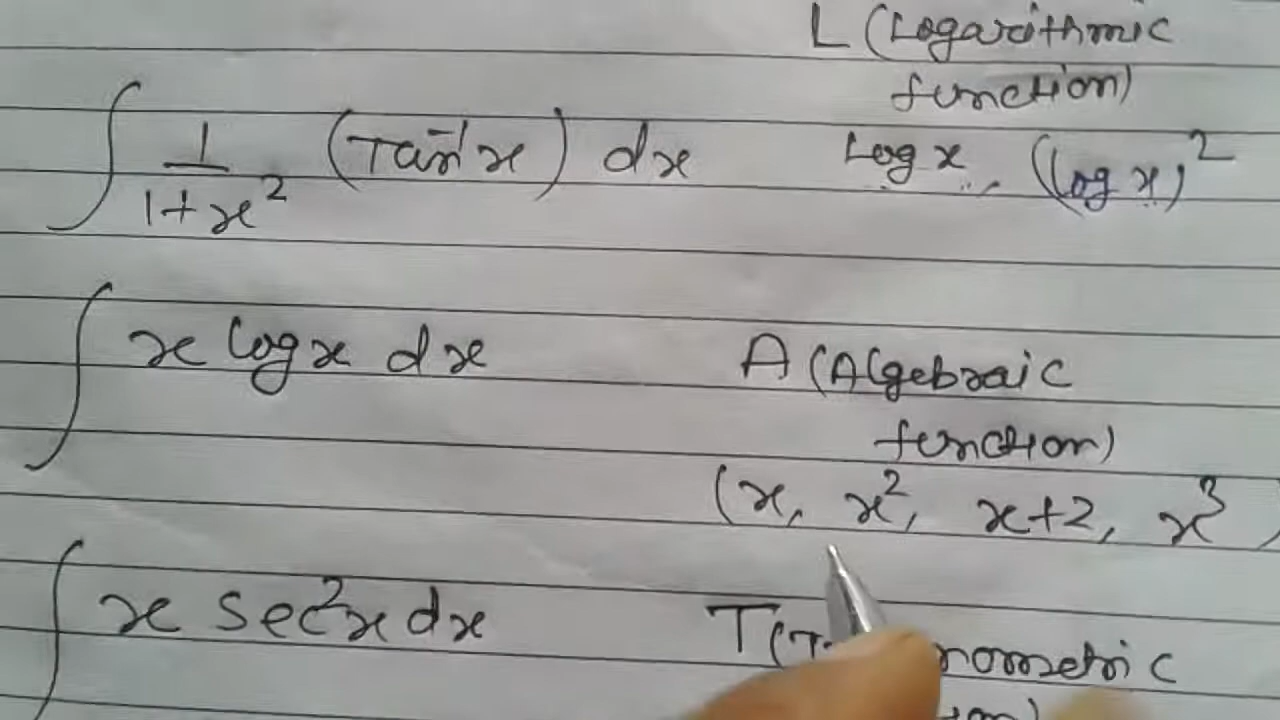 L (Logarithmic
function)
∫ 1/(1+x²) (Tan⁻¹x) dx
Log x, (log x)²
∫ x logx dx
A (Algebraic
function)
(x, x², x+2, x³
∫ x sec²x dx
T(